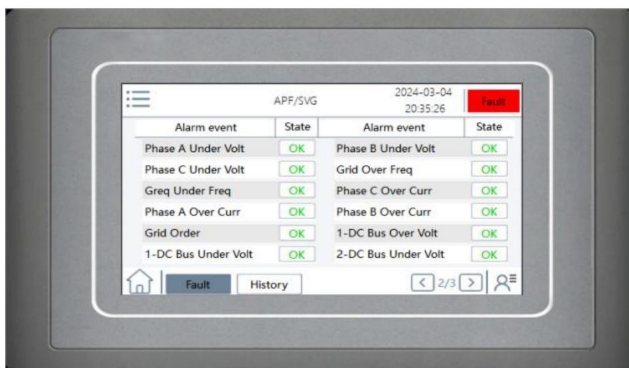 APF/SVG
2024-03-04
20:35:26
Fault
Alarm event State Alarm event State
Phase A Under Volt OK Phase B Under Volt OK
Phase C Under Volt OK Grid Over Freq OK
Greq Under Freq OK Phase C Over Curr OK
Phase A Over Curr OK Phase B Over Curr OK
Grid Order OK 1-DC Bus Over Volt OK
1-DC Bus Under Volt OK 2-DC Bus Under Volt OK
Fault History < 2/3 >